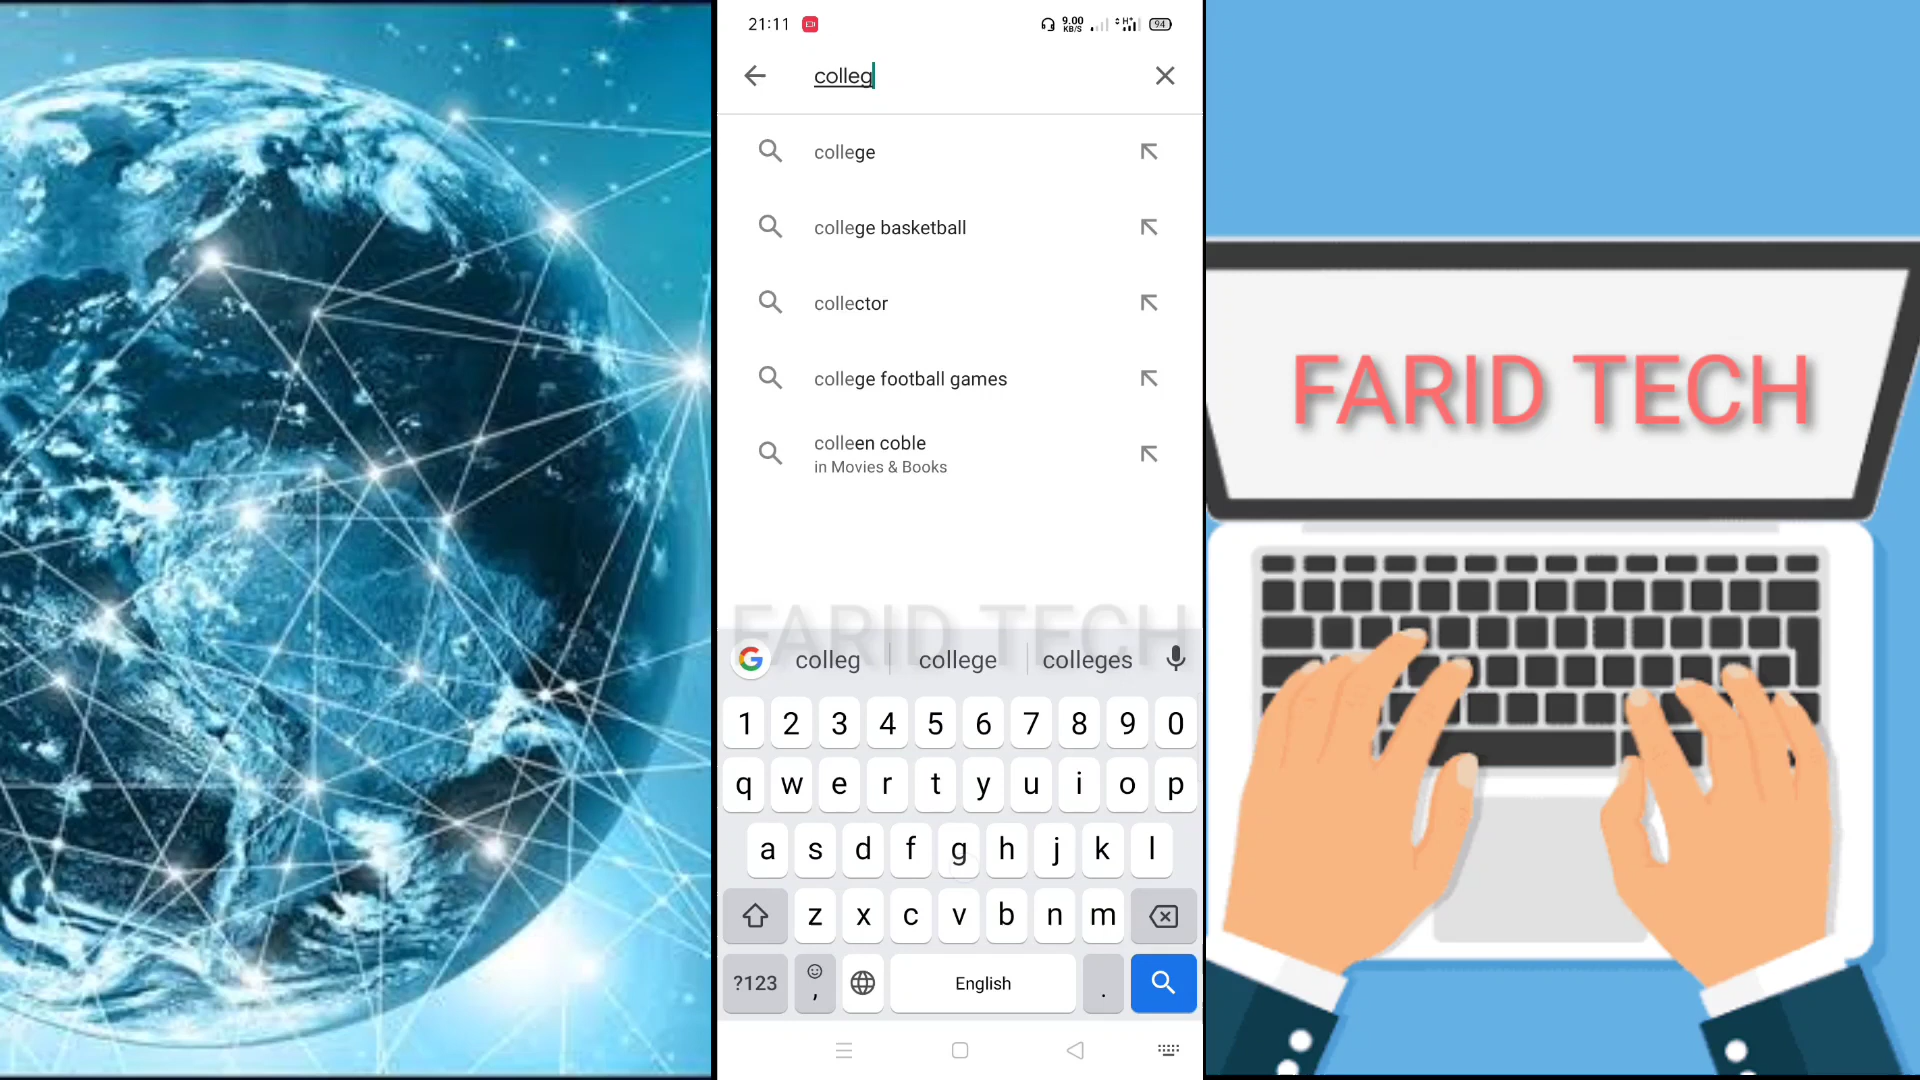 21:11
9.00
KB/S
H+
94
colleg
college
college basketball
collector
college football games
colleen coble
in Movies & Books
FARID TECH
FARID TECH
colleg college colleges
1 2 3 4 5 6 7 8 9 0
q w e r t y u i o p
a s d f g h j k l
z x c v b n m
?123 , English .